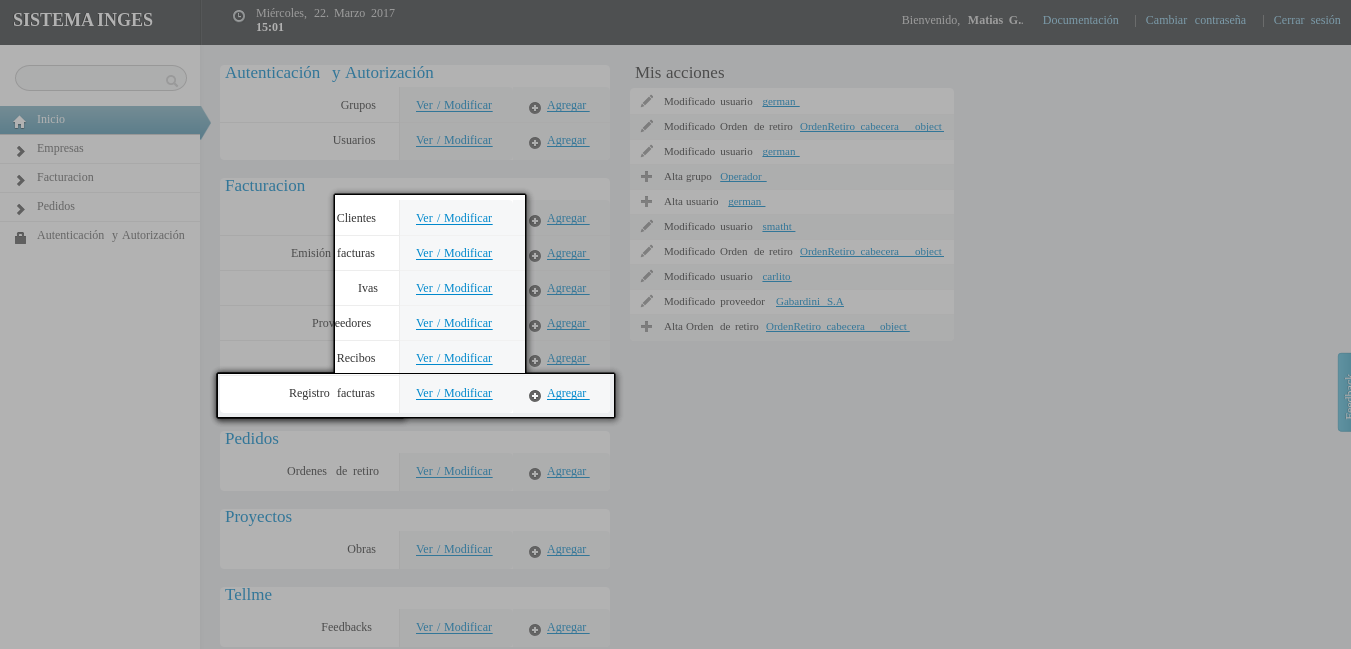 SISTEMA INGES
Miércoles, 22. Marzo 2017
15:01
Bienvenido, Matias G.. Documentación Cambiar contraseña Cerrar sesión
Inicio
Empresas
Facturacion
Pedidos
Autenticación y Autorización
Autenticación y Autorización
Grupos Ver / Modificar Agregar
Usuarios Ver / Modificar Agregar
Facturacion
Clientes Ver / Modificar Agregar
Emisión facturas Ver / Modificar Agregar
Ivas Ver / Modificar Agregar
Proveedores Ver / Modificar Agregar
Recibos Ver / Modificar Agregar
Registro facturas Ver / Modificar Agregar
Pedidos
Ordenes de retiro Ver / Modificar Agregar
Proyectos
Obras Ver / Modificar Agregar
Tellme
Feedbacks Ver / Modificar Agregar
Mis acciones
Modificado usuario german
Modificado Orden de retiro OrdenRetiro_cabecera object
Modificado usuario german
Alta grupo Operador
Alta usuario german
Modificado usuario smatht
Modificado Orden de retiro OrdenRetiro_cabecera object
Modificado usuario carlito
Modificado proveedor Gabardini S.A
Alta Orden de retiro OrdenRetiro_cabecera object
Feedback